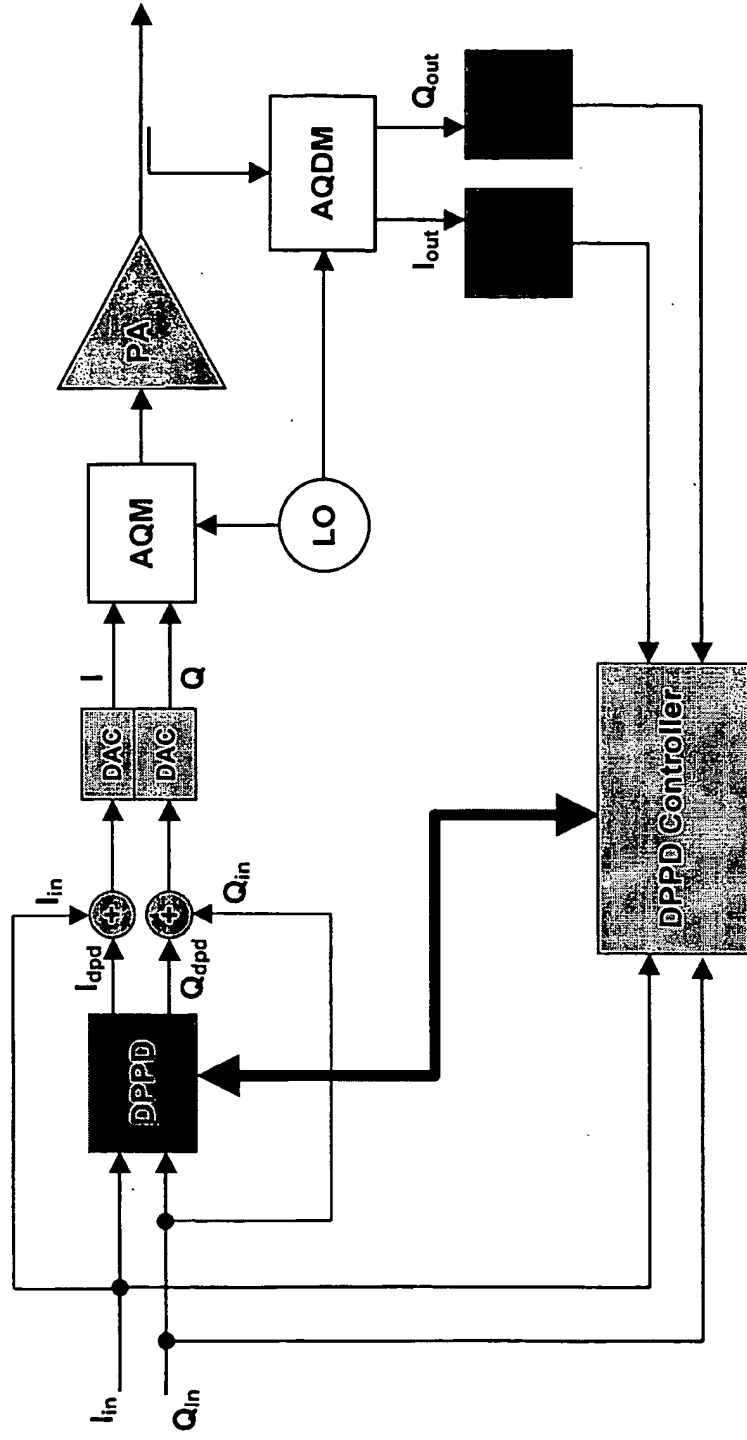 I_in
Q_in
DPPD
I_dpd
Q_dpd
I_in
Q_in
DAC
DAC
I
Q
AQM
LO
PA
AQDM
I_out
Q_out
DPPD Controller